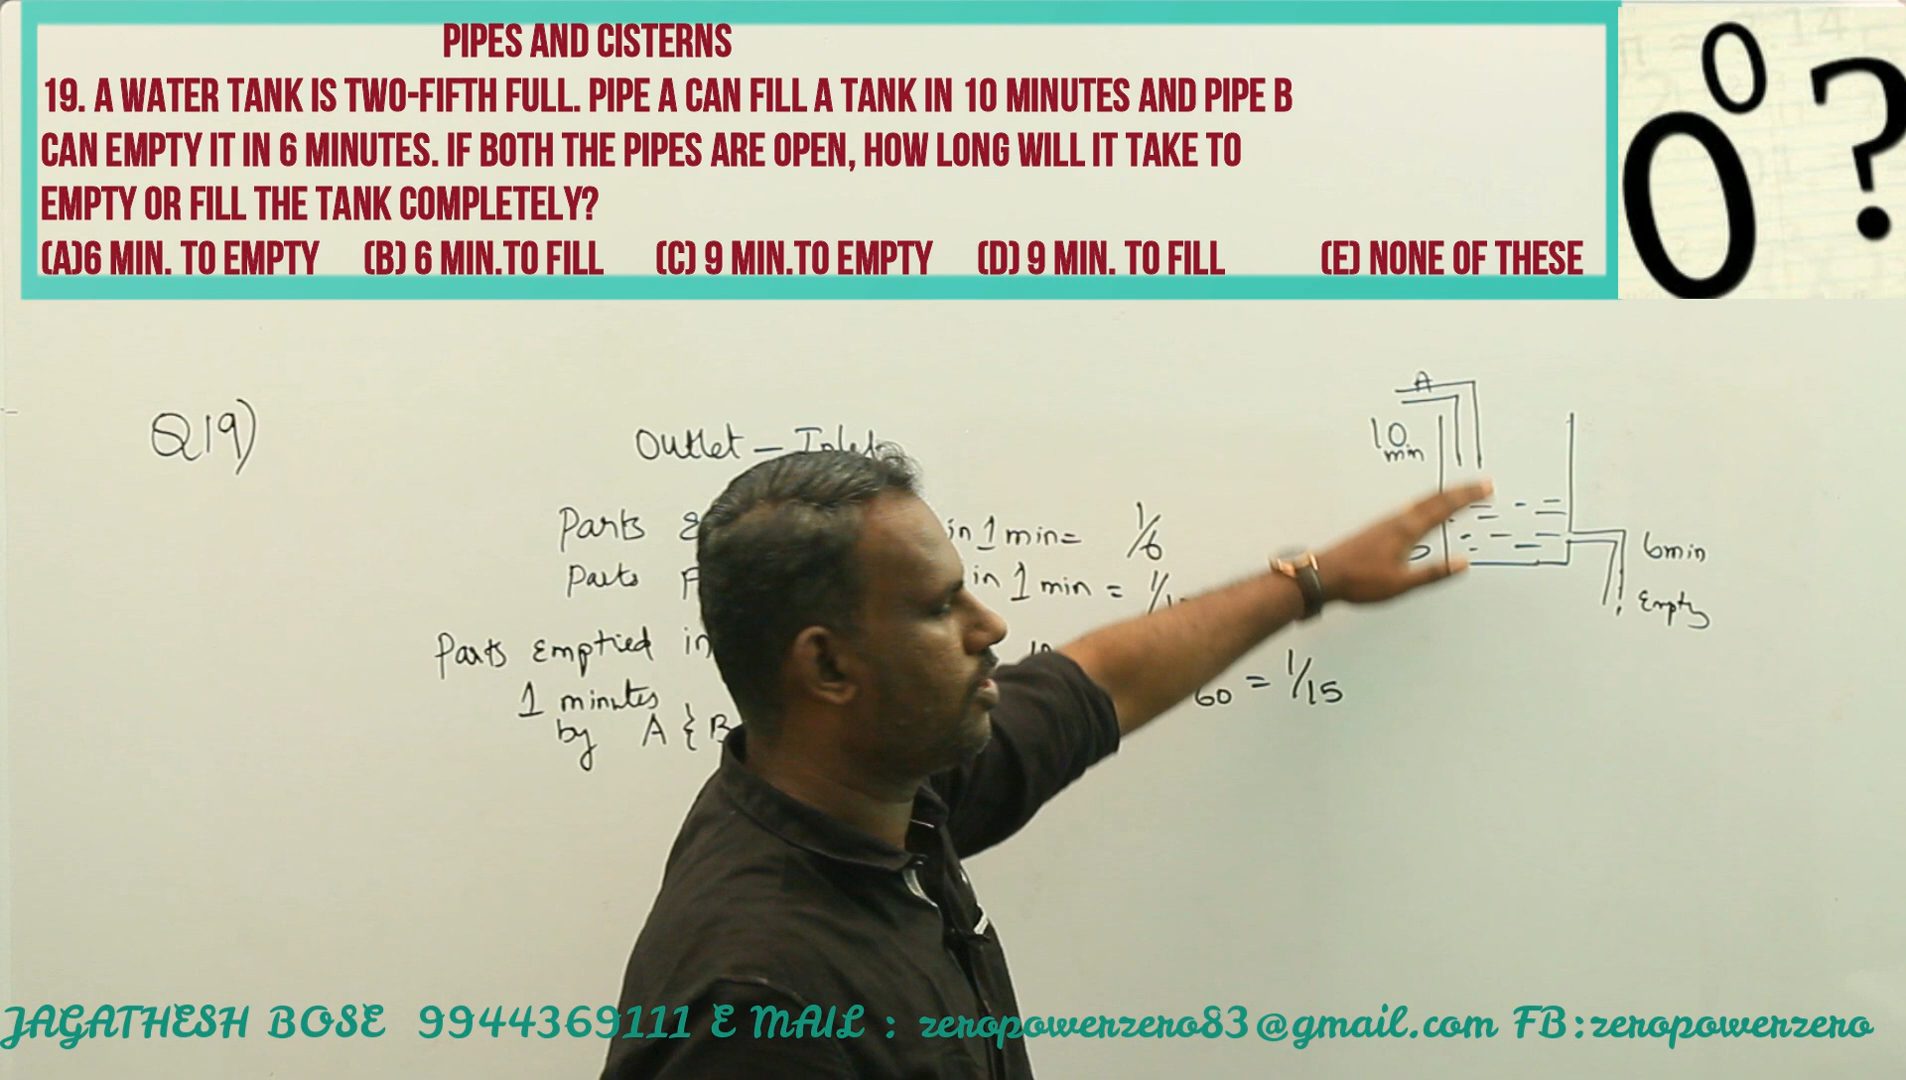 PIPES AND CISTERNS
19. A WATER TANK IS TWO-FIFTH FULL. PIPE A CAN FILL A TANK IN 10 MINUTES AND PIPE B
CAN EMPTY IT IN 6 MINUTES. IF BOTH THE PIPES ARE OPEN, HOW LONG WILL IT TAKE TO
EMPTY OR FILL THE TANK COMPLETELY?
(A)6 MIN. TO EMPTY (B) 6 MIN.TO FILL (C) 9 MIN.TO EMPTY (D) 9 MIN. TO FILL (E) NONE OF THESE
0⁰ ?
Q19)
Outlet – Inlet
Parts in 1 min = 1/6
Parts in 1 min =
Parts emptied in
1 minutes
by A & B
60 = 1/15
A
10
min
6min
Empty
JAGATHESH BOSE 9944369111 E MAIL : zeropowerzero83@gmail.com FB:zeropowerzero